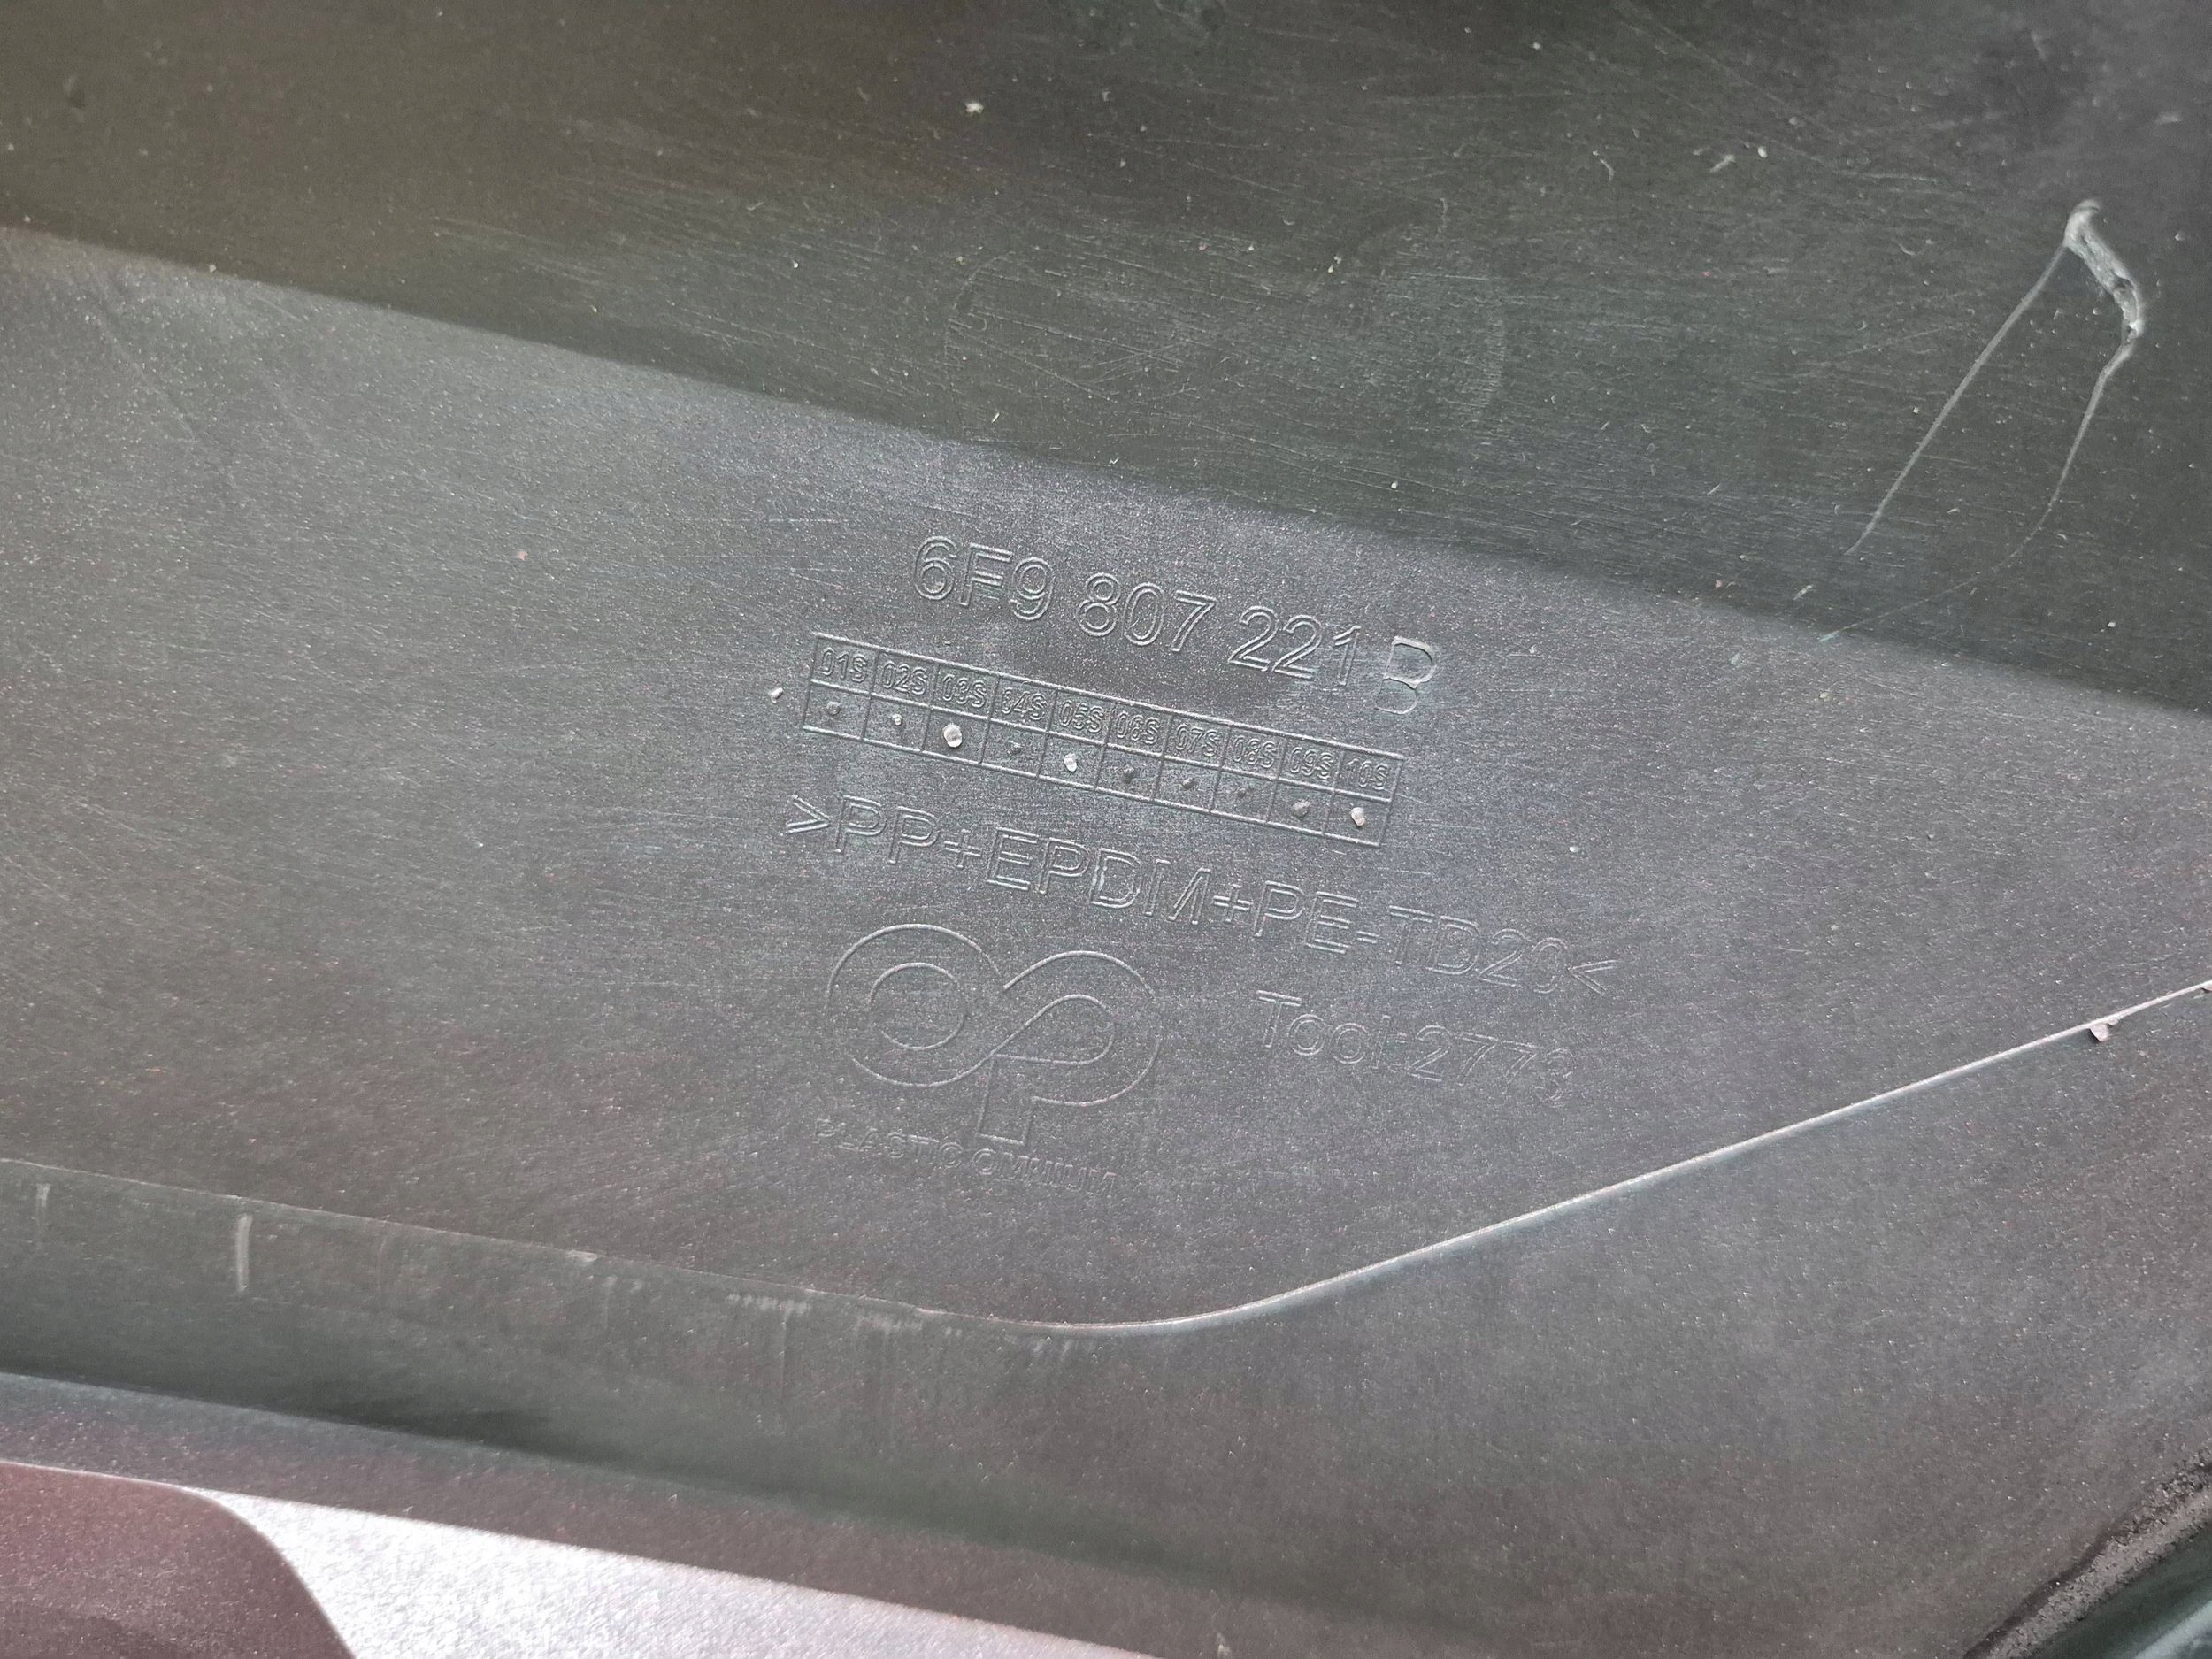 6F9 807 221 B
01S 02S 03S 04S 05S 06S 07S 08S 09S 10S
>PP+EPDM+PE-TD20<
Tool:2773
PLASTIC OMNIUM